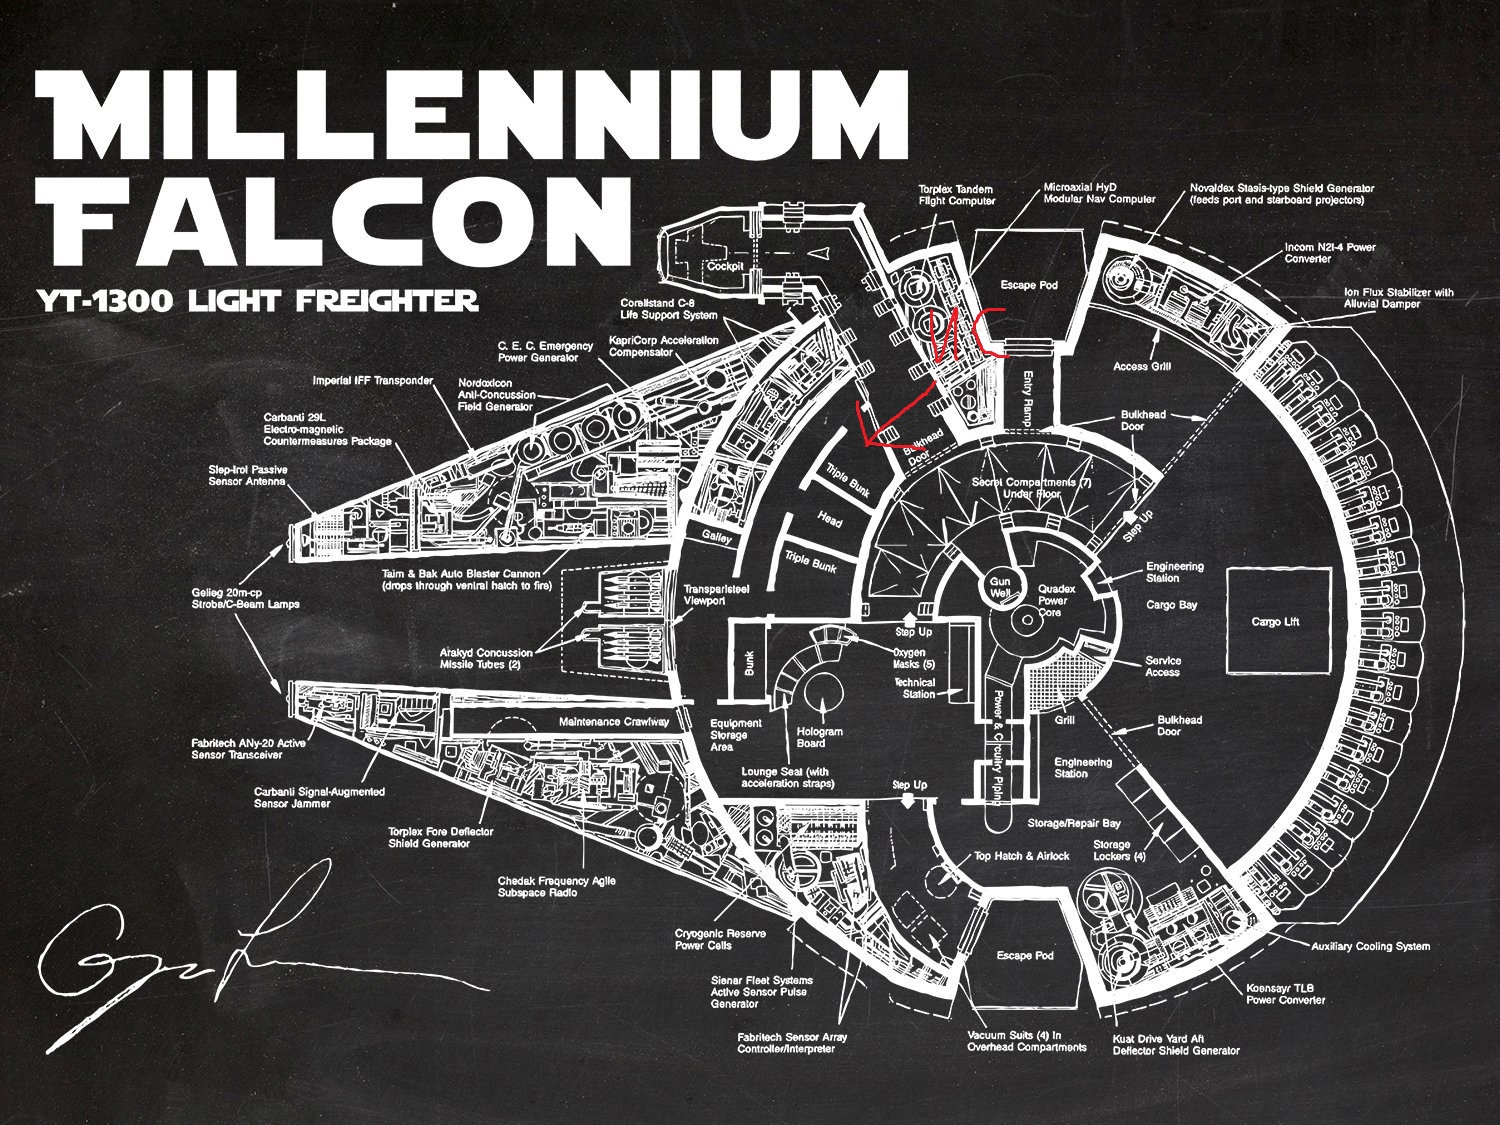 MILLENNIUM
FALCON
YT-1300 LIGHT FREIGHTER
Torplex Tandem
Flight Computer
Microaxial HyD
Modular Nav Computer
Novaldex Stasis-type Shield Generator
(feeds port and starboard projectors)
Incom N2I-4 Power
Converter
Ion Flux Stabilizer with
Alluvial Damper
Cockpit
Escape Pod
Corellstand C-8
Life Support System
KapriCorp Acceleration
Compensator
C. E. C. Emergency
Power Generator
Imperial IFF Transponder
Nordoxicon
Anti-Concussion
Field Generator
Carbanti 29L
Electro-magnetic
Countermeasures Package
Step-Irol Passive
Sensor Antenna
ИС
Access Grill
Entry Ramp
Bulkhead
Door
Bulkhead
Door
Triple Bunk
Head
Triple Bunk
Galley
Secret Compartments (7)
Under Floor
Step Up
Gelieg 20m-cp
Strobe/C-Beam Lamps
Taim & Bak Auto Blaster Cannon
(drops through ventral hatch to fire)
Transparisteel
Viewport
Gun
Well
Quadex
Power
Core
Engineering
Station
Cargo Bay
Cargo Lift
Arakyd Concussion
Missile Tubes (2)
Bunk
Step Up
Oxygen
Masks (5)
Technical
Station
Service
Access
Grill
Power & Circuitry Piping
Maintenance Crawlway
Equipment
Storage
Area
Hologram
Board
Bulkhead
Door
Fabritech ANy-20 Active
Sensor Transceiver
Lounge Seat (with
acceleration straps)
Step Up
Engineering
Station
Carbanti Signal-Augmented
Sensor Jammer
Torplex Fore Deflector
Shield Generator
Storage/Repair Bay
Storage
Lockers (4)
Top Hatch & Airlock
Chedak Frequency Agile
Subspace Radio
Cryogenic Reserve
Power Cells
Escape Pod
Auxiliary Cooling System
Sienar Fleet Systems
Active Sensor Pulse
Generator
Koensayr TLB
Power Converter
Fabritech Sensor Array
Controller/Interpreter
Vacuum Suits (4) In
Overhead Compartments
Kuat Drive Yard Aft
Deflector Shield Generator